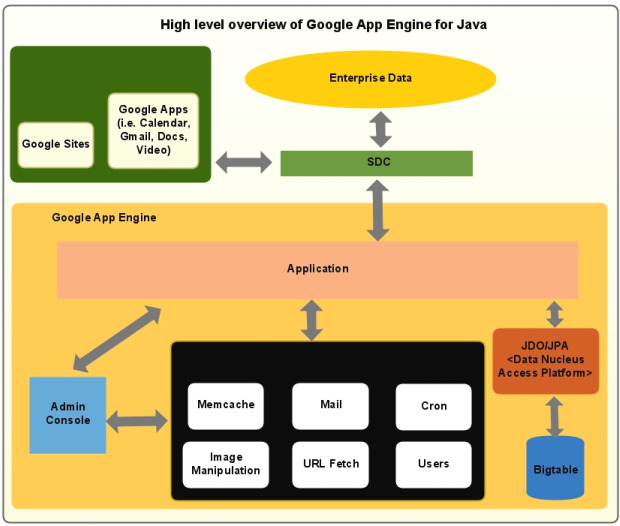 High level overview of Google App Engine for Java
Enterprise Data
Google Apps
(i.e. Calendar,
Gmail, Docs,
Video)
Google Sites
SDC
Google App Engine
Application
JDO/JPA
<Data Nucleus
Access Platform>
Admin
Console
Memcache
Mail
Cron
Image
Manipulation
URL Fetch
Users
Bigtable